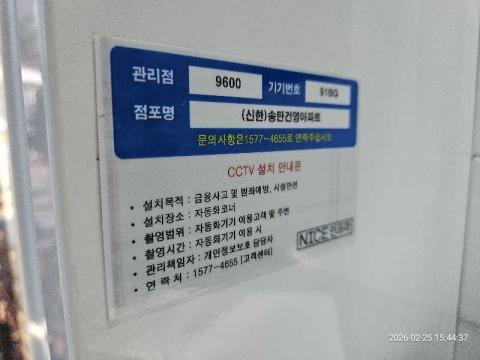 관리점 9600 기기번호 91BG
점포명 (신한)송탄건영아파트
문의사항은1577-4655로 연락주십시오.
CCTV 설치 안내문
• 설치목적 : 금융사고 및 범죄예방, 시설안전
• 설치장소 : 자동화코너
• 촬영범위 : 자동화기기 이용고객 및 주변
• 촬영시간 : 자동화기기 이용 시
• 관리책임자 : 개인정보보호 담당자
• 연 락 처 : 1577-4655 [고객센터]
NICE
2026-02-25 15:44:37